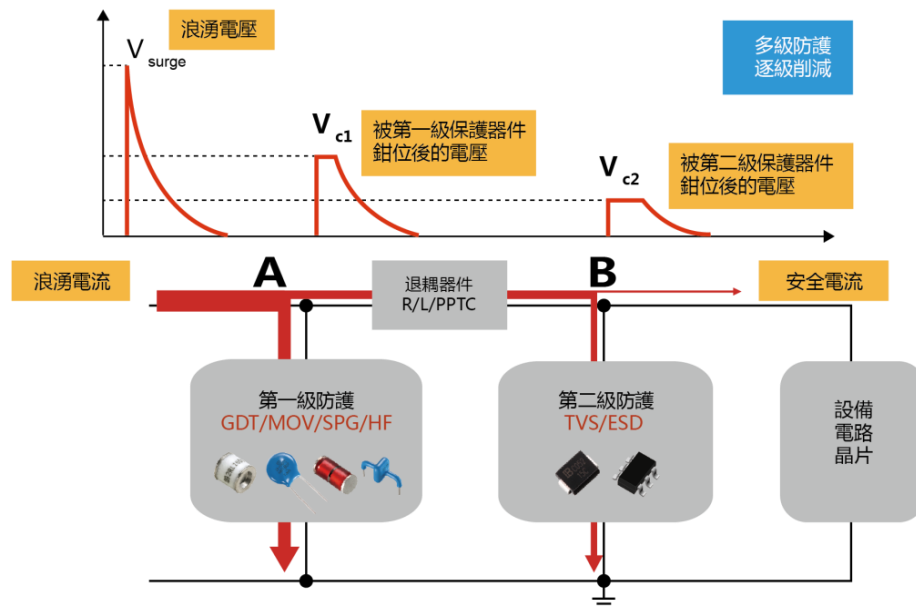 浪湧電壓
V surge
多級防護
逐級削減
V c1
被第一級保護器件
鉗位後的電壓
V c2
被第二級保護器件
鉗位後的電壓
浪湧電流
A
退耦器件
R/L/PPTC
B
安全電流
第一級防護
GDT/MOV/SPG/HF
第二級防護
TVS/ESD
設備
電路
晶片